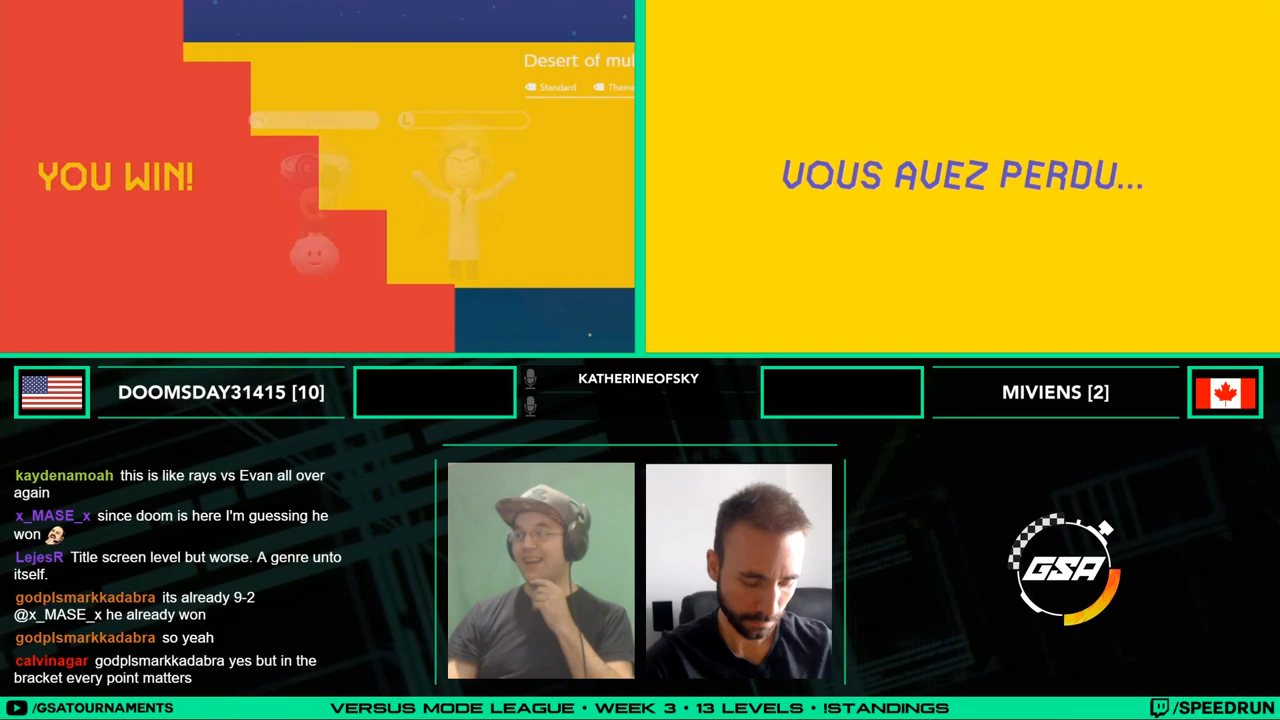 Desert of mul
Standard Theme
L
YOU WIN!
VOUS AVEZ PERDU...
DOOMSDAY31415 [10]
KATHERINEOFSKY
MIVIENS [2]
kaydenamoah this is like rays vs Evan all over
again
x_MASE_x since doom is here I'm guessing he
won
LejesR Title screen level but worse. A genre unto
itself.
godplsmarkkadabra its already 9-2
@x_MASE_x he already won
godplsmarkkadabra so yeah
calvinagar godplsmarkkadabra yes but in the
bracket every point matters
GSA
/GSATOURNAMENTS
VERSUS MODE LEAGUE • WEEK 3 • 13 LEVELS • !STANDINGS
/SPEEDRUN